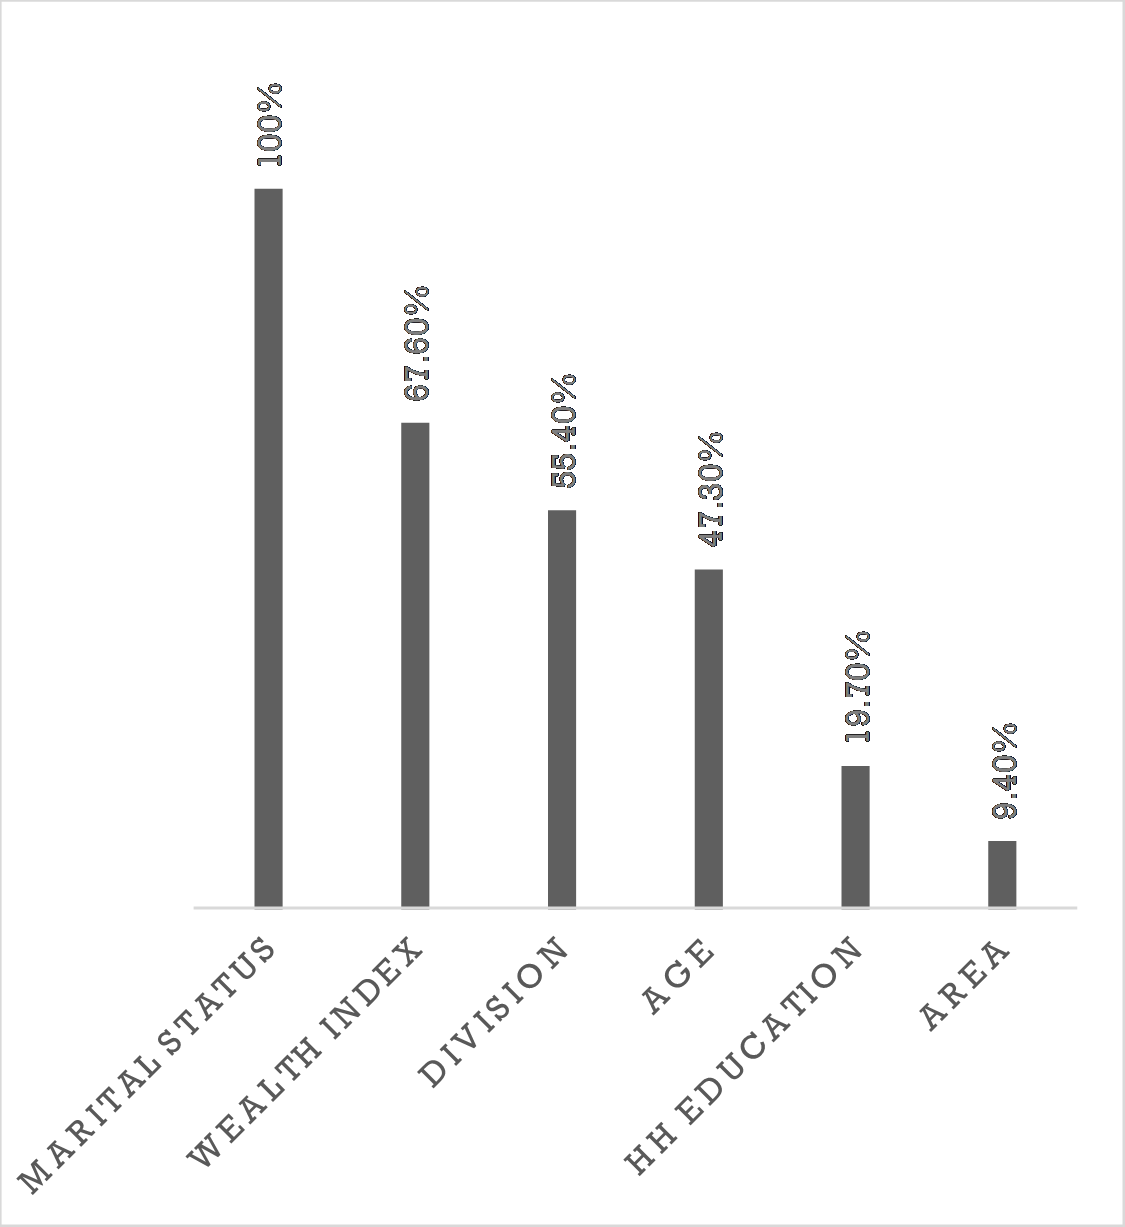 100%
67.60%
55.40%
47.30%
19.70%
9.40%
MARITAL STATUS
WEALTH INDEX
DIVISION
AGE
HH EDUCATION
AREA